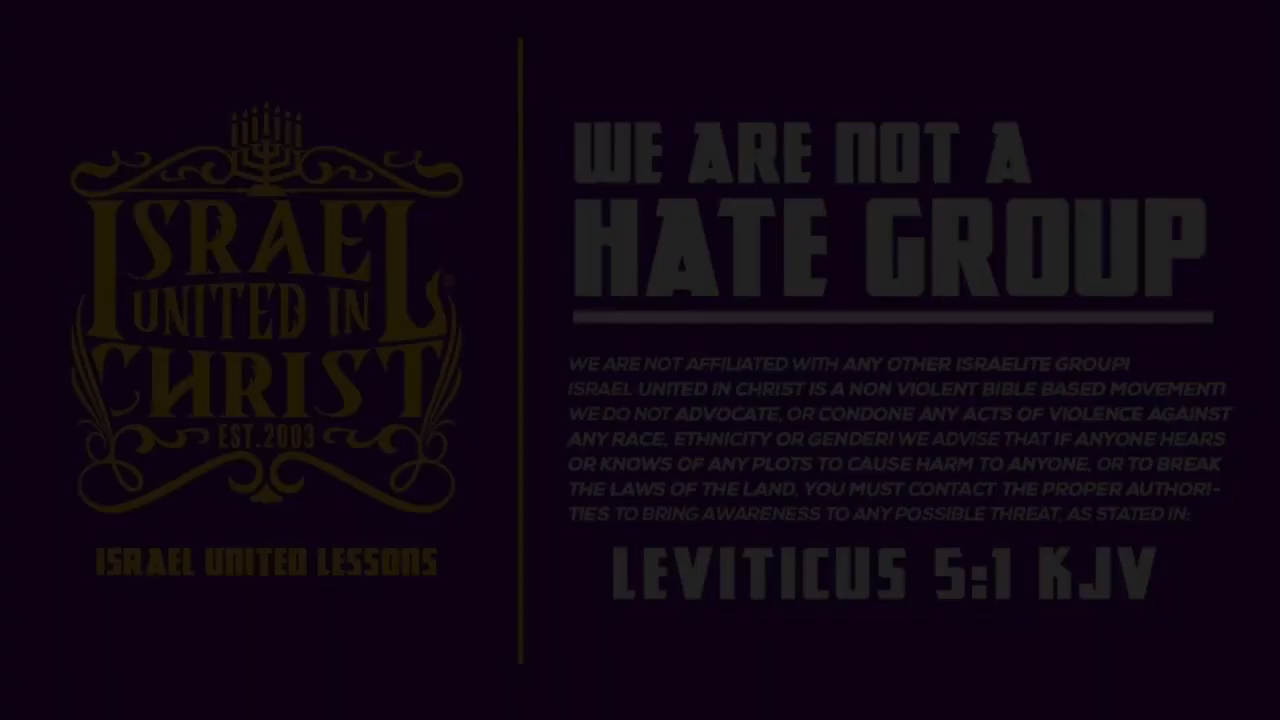 ISRAEL
UNITED IN
CHRIST
EST. 2003
ISRAEL UNITED LESSONS
WE ARE NOT A
HATE GROUP
WE ARE NOT AFFILIATED WITH ANY OTHER ISRAELITE GROUP!
ISRAEL UNITED IN CHRIST IS A NON VIOLENT BIBLE BASED MOVEMENT!
WE DO NOT ADVOCATE, OR CONDONE ANY ACTS OF VIOLENCE AGAINST
ANY RACE, ETHNICITY OR GENDER! WE ADVISE THAT IF ANYONE HEARS
OR KNOWS OF ANY PLOTS TO CAUSE HARM TO ANYONE, OR TO BREAK
THE LAWS OF THE LAND, YOU MUST CONTACT THE PROPER AUTHORI-
TIES TO BRING AWARENESS TO ANY POSSIBLE THREAT, AS STATED IN:
LEVITICUS 5:1 KJV